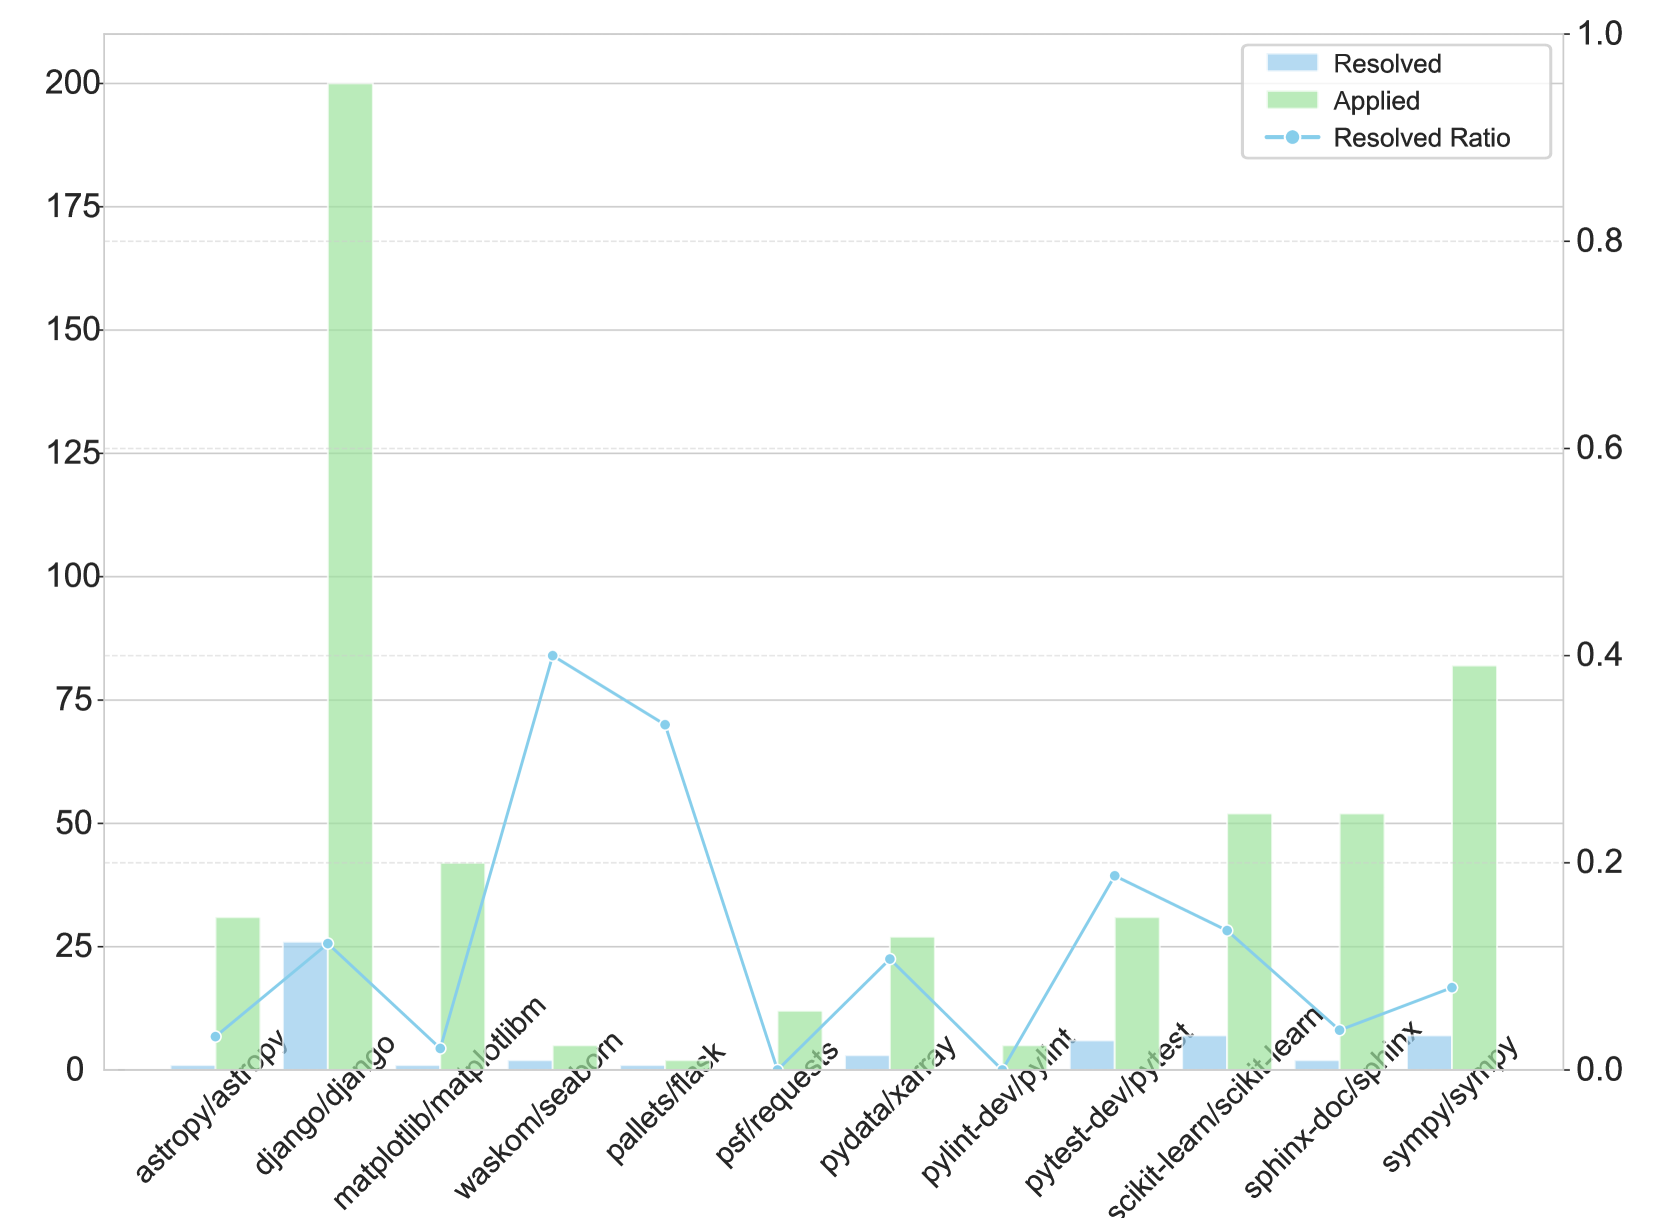 200
175
150
125
100
75
50
25
0
1.0
0.8
0.6
0.4
0.2
0.0
Resolved
Applied
Resolved Ratio
astropy/astropy
django/django
matplotlib/matplotlibm
waskom/seaborn
pallets/flask
psf/requests
pydata/xarray
pylint-dev/pylint
pytest-dev/pytest
scikit-learn/scikit-learn
sphinx-doc/sphinx
sympy/sympy